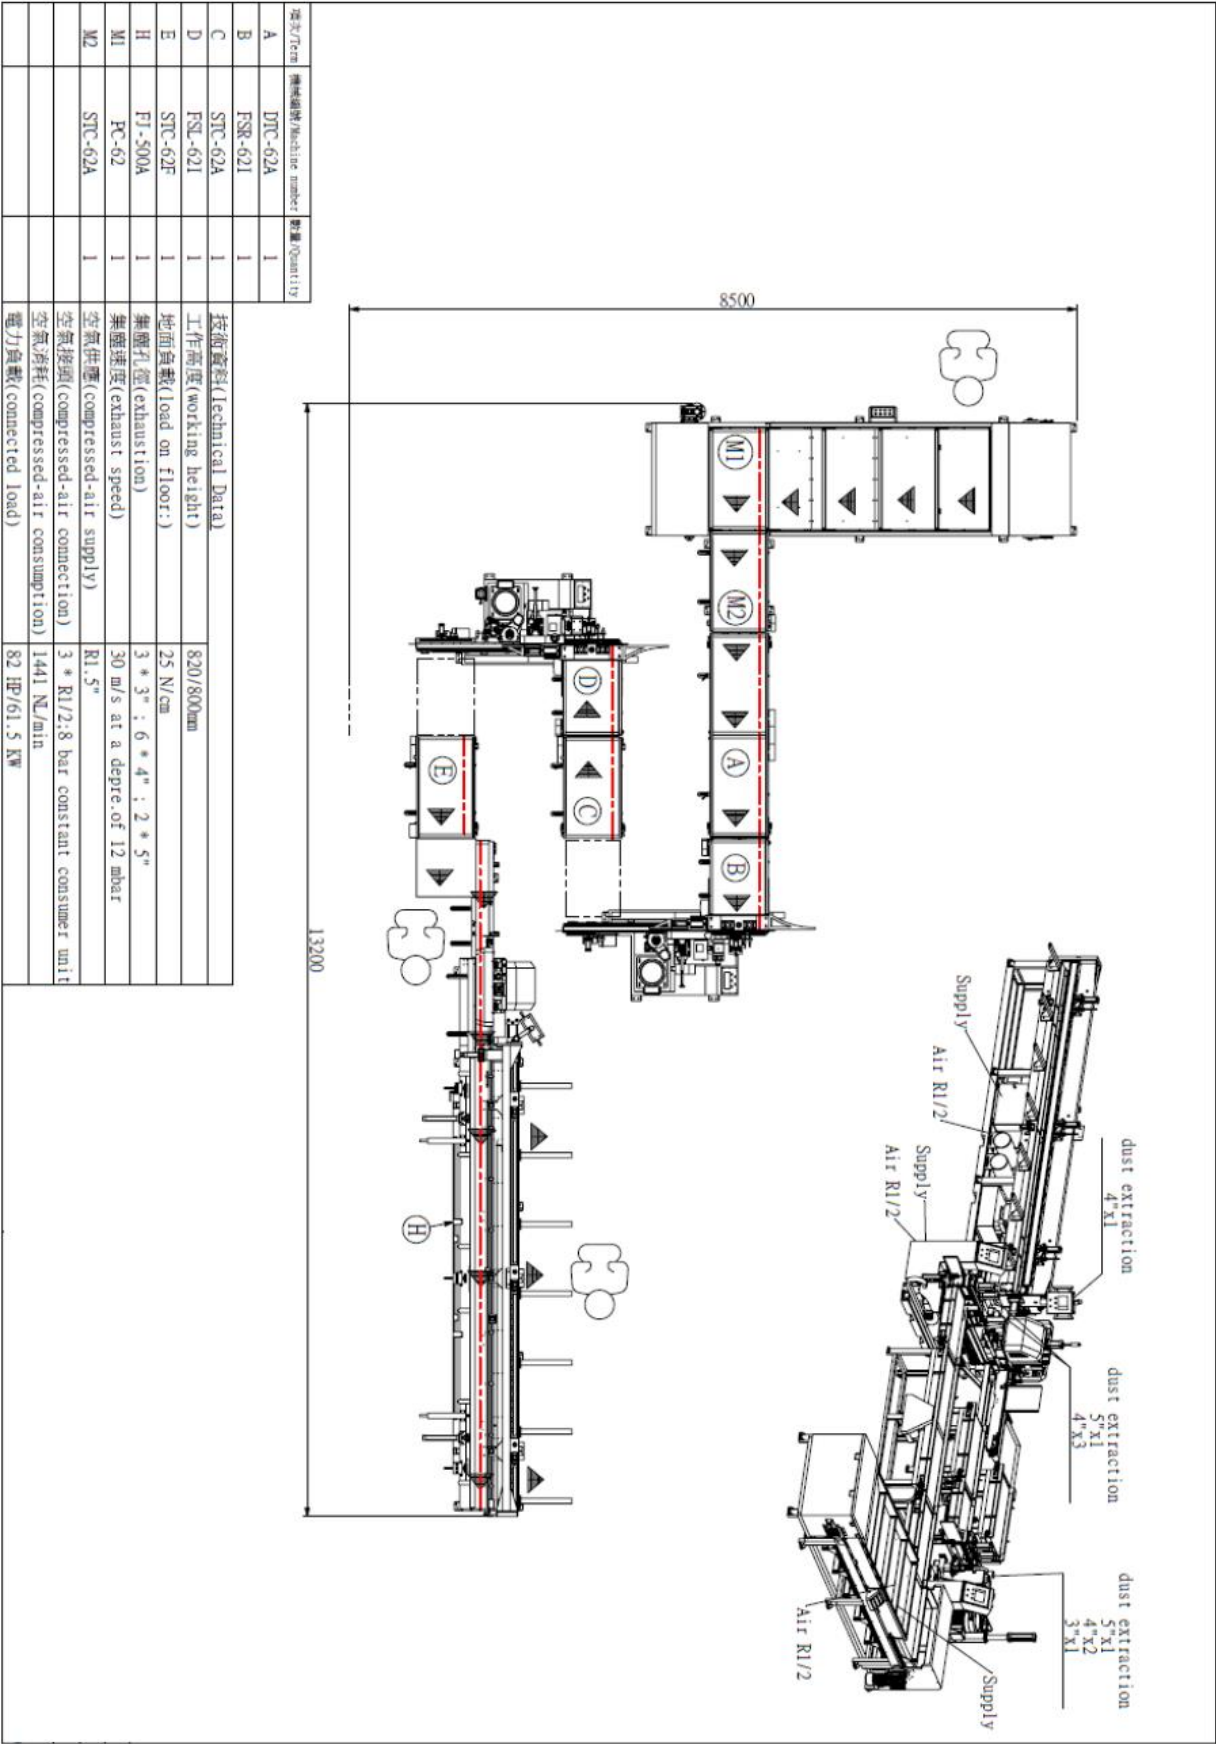 項次/Term 機械編號/Machine number 數量/Quantity
A DTC-62A 1
B FSR-62I 1
C STC-62A 1
D FSL-62I 1
E STC-62F 1
H FJ-500A 1
M1 PC-62 1
M2 STC-62A 1
技術資料(Technical Data)
工作高度(working height) 820/800mm
地面負載(load on floor:) 25 N/cm
集塵孔徑(exhaustion) 3 * 3" ; 6 * 4" ; 2 * 5"
集塵速度(exhaust speed) 30 m/s at a depre.of 12 mbar
空氣供應(compressed-air supply) R1.5"
空氣接頭(compressed-air connection) 3 * R1/2;8 bar constant consumer unit
空氣消耗(compressed-air consumption) 1441 NL/min
電力負載(connected load) 82 HP/61.5 KW
8500
13200
M1
M2
A
B
D
C
E
H
dust extraction
4"x1
dust extraction
5"x1
4"x3
dust extraction
5"x1
4"x2
3"x1
Supply
Air R1/2
Supply
Air R1/2
Supply
Air R1/2